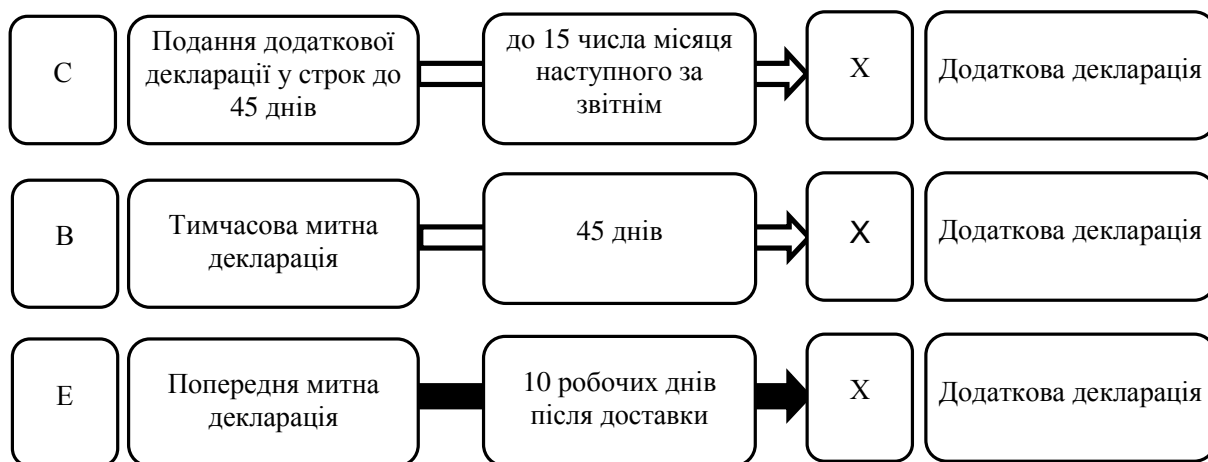 С
Подання додаткової
декларації у строк до
45 днів
до 15 числа місяця
наступного за
звітнім
Х
Додаткова декларація
В
Тимчасова митна
декларація
45 днів
Х
Додаткова декларація
Е
Попередня митна
декларація
10 робочих днів
після доставки
Х
Додаткова декларація